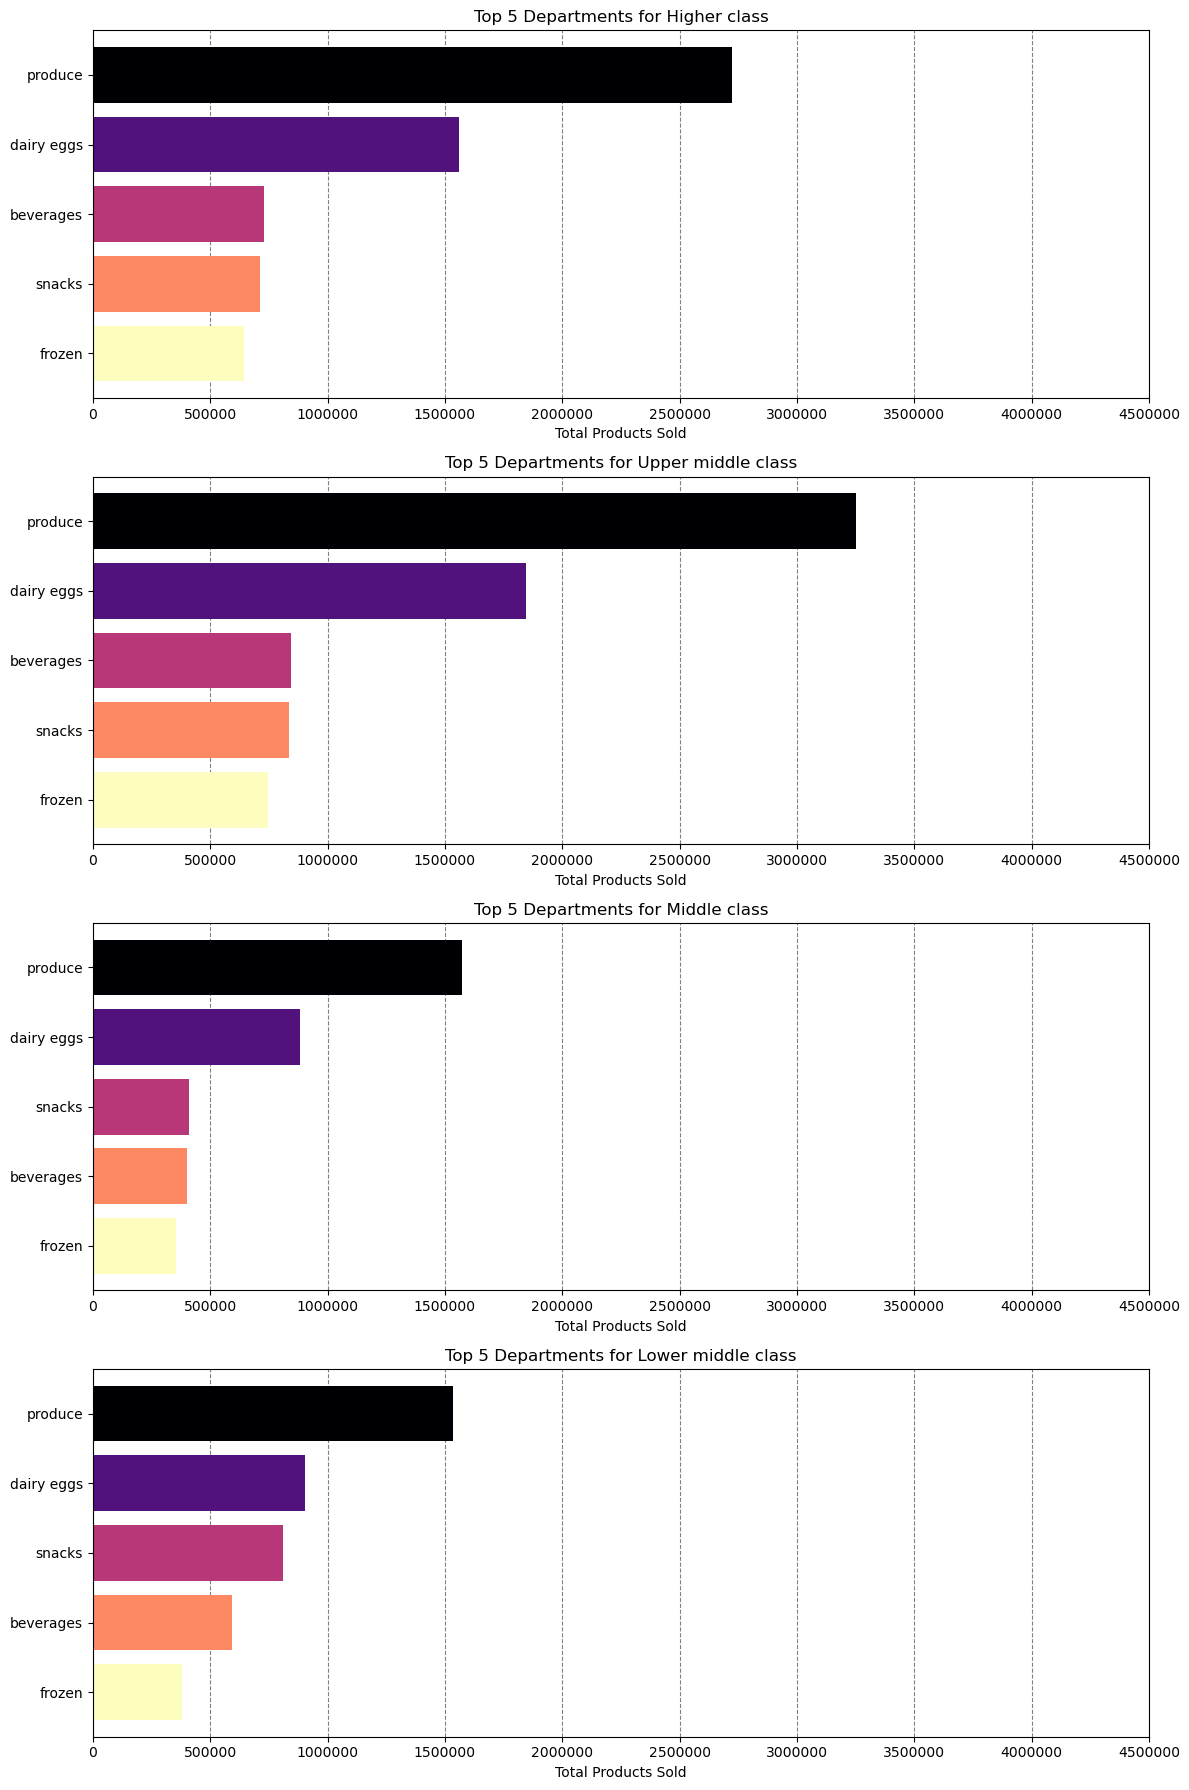 Top 5 Departments for Higher class
produce
dairy eggs
beverages
snacks
frozen
0 500000 1000000 1500000 2000000 2500000 3000000 3500000 4000000 4500000
Total Products Sold
Top 5 Departments for Upper middle class
produce
dairy eggs
beverages
snacks
frozen
0 500000 1000000 1500000 2000000 2500000 3000000 3500000 4000000 4500000
Total Products Sold
Top 5 Departments for Middle class
produce
dairy eggs
snacks
beverages
frozen
0 500000 1000000 1500000 2000000 2500000 3000000 3500000 4000000 4500000
Total Products Sold
Top 5 Departments for Lower middle class
produce
dairy eggs
snacks
beverages
frozen
0 500000 1000000 1500000 2000000 2500000 3000000 3500000 4000000 4500000
Total Products Sold